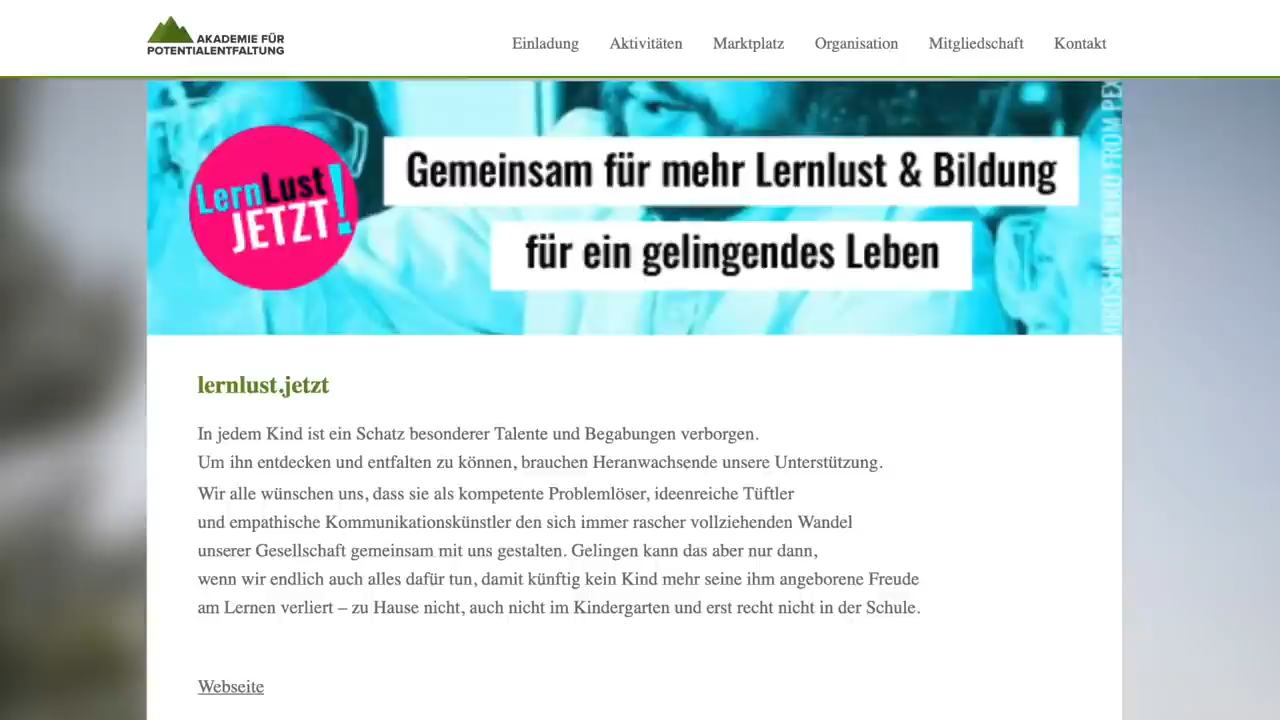 AKADEMIE FÜR
POTENTIALENTFALTUNG
Einladung Aktivitäten Marktplatz Organisation Mitgliedschaft Kontakt
LernLust
JETZT!
Gemeinsam für mehr Lernlust & Bildung
für ein gelingendes Leben
MIROSHNICHENKO FROM PEX
lernlust.jetzt
In jedem Kind ist ein Schatz besonderer Talente und Begabungen verborgen.
Um ihn entdecken und entfalten zu können, brauchen Heranwachsende unsere Unterstützung.
Wir alle wünschen uns, dass sie als kompetente Problemlöser, ideenreiche Tüftler
und empathische Kommunikationskünstler den sich immer rascher vollziehenden Wandel
unserer Gesellschaft gemeinsam mit uns gestalten. Gelingen kann das aber nur dann,
wenn wir endlich auch alles dafür tun, damit künftig kein Kind mehr seine ihm angeborene Freude
am Lernen verliert – zu Hause nicht, auch nicht im Kindergarten und erst recht nicht in der Schule.
Webseite